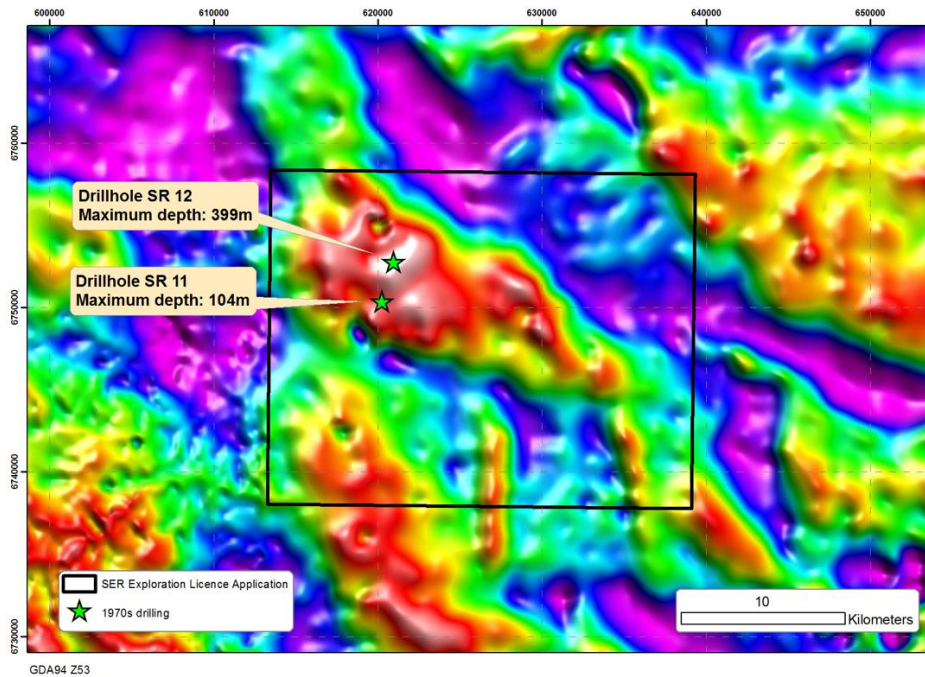 600000 610000 620000 630000 640000 650000
6760000
Drillhole SR 12
Maximum depth: 399m
Drillhole SR 11
Maximum depth: 104m
6750000
6740000
SER Exploration Licence Application
1970s drilling
10
Kilometers
6730000
GDA94 Z53